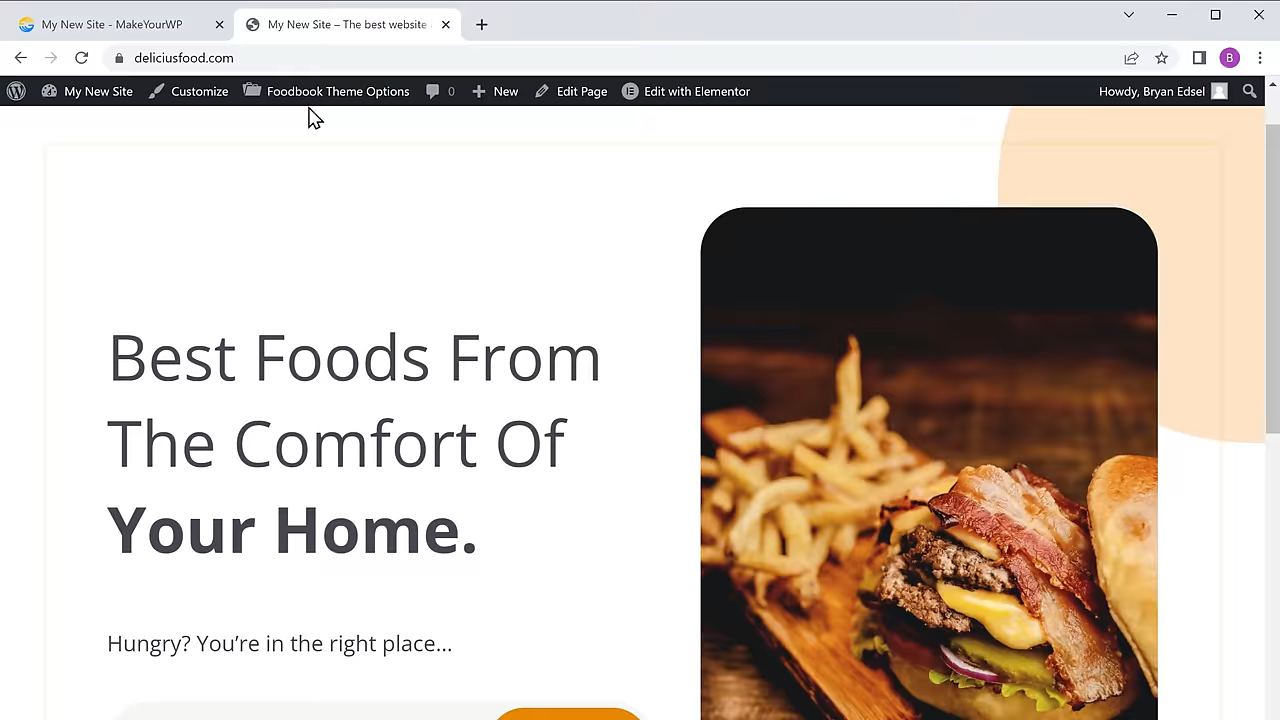 My New Site - MakeYourWP
My New Site – The best website
deliciusfood.com
B
My New Site
Customize
Foodbook Theme Options
0
New
Edit Page
Edit with Elementor
Howdy, Bryan Edsel
Best Foods From
The Comfort Of
Your Home.
Hungry? You’re in the right place...